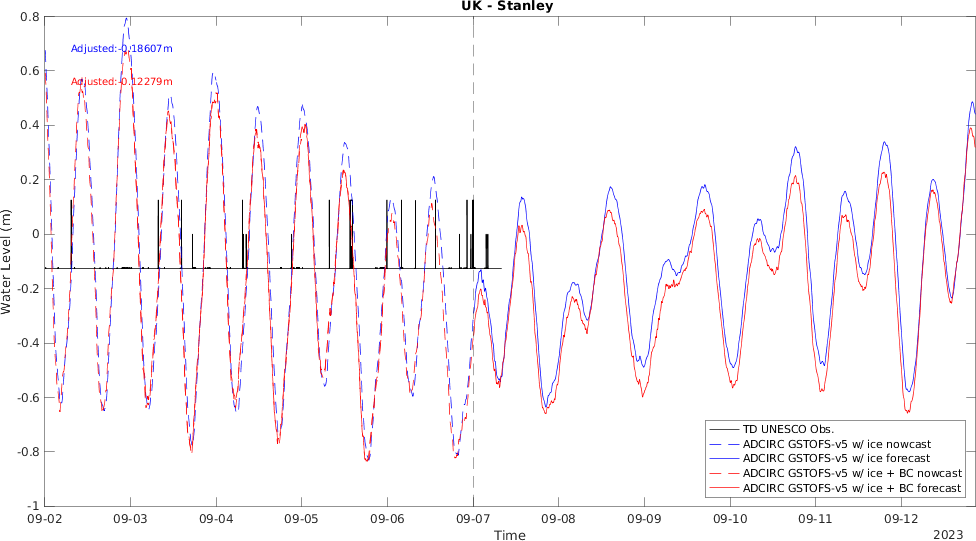 UK - Stanley
0.8
Adjusted:-0.18607m
0.6
Adjusted:-0.12279m
0.4
0.2
0
-0.2
-0.4
-0.6
-0.8
-1
Water Level (m)
TD UNESCO Obs.
ADCIRC GSTOFS-v5 w/ ice nowcast
ADCIRC GSTOFS-v5 w/ ice forecast
ADCIRC GSTOFS-v5 w/ ice + BC nowcast
ADCIRC GSTOFS-v5 w/ ice + BC forecast
09-02 09-03 09-04 09-05 09-06 09-07 09-08 09-09 09-10 09-11 09-12
Time
2023